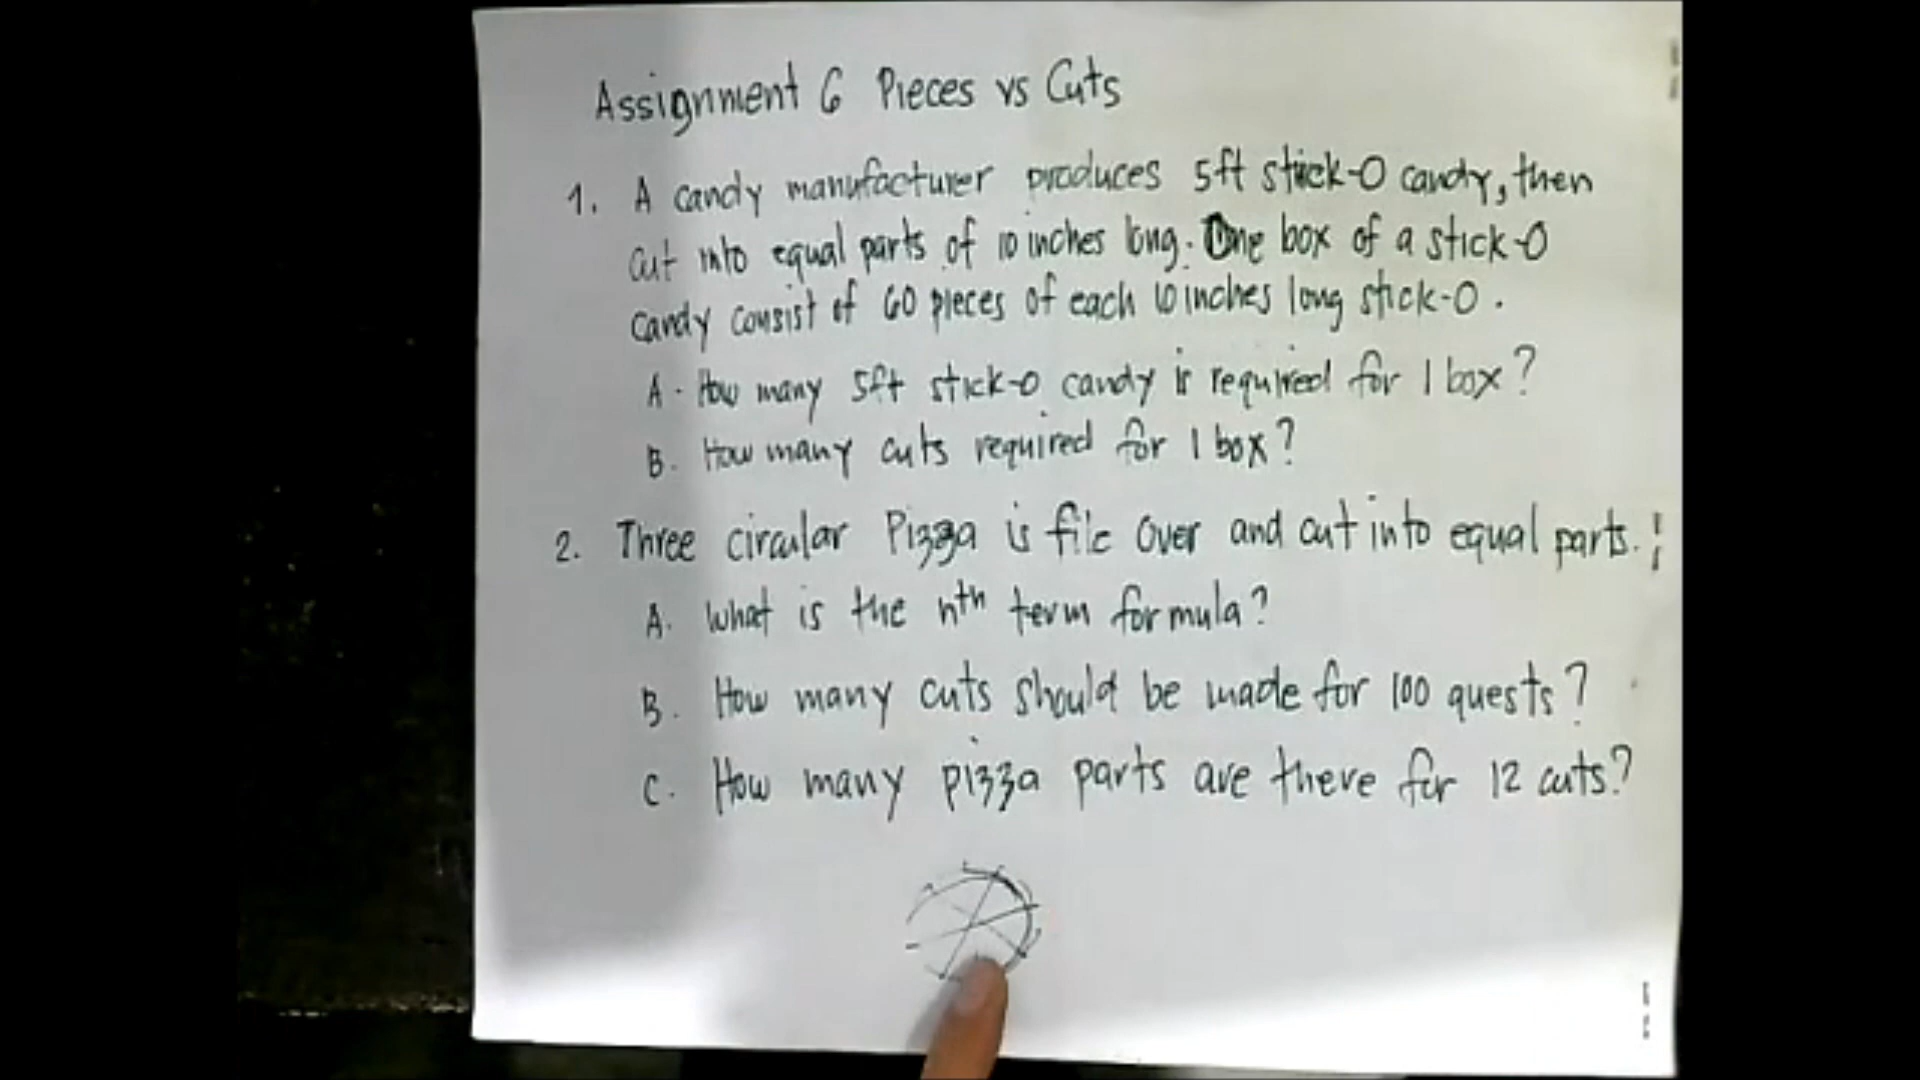 Assignment 6 Pieces vs Cuts
1. A candy manufacturer produces 5ft stick-O candy, then
cut into equal parts of 10 inches long. One box of a stick-O
candy consist of 60 pieces of each 10 inches long stick-O.
A. How many 5ft stick-O candy is required for 1 box?
B. How many cuts required for 1 box?
2. Three circular Pizza is file over and cut into equal parts.
A. What is the nth term formula?
B. How many cuts should be made for 100 quests?
C. How many pizza parts are there for 12 cuts?